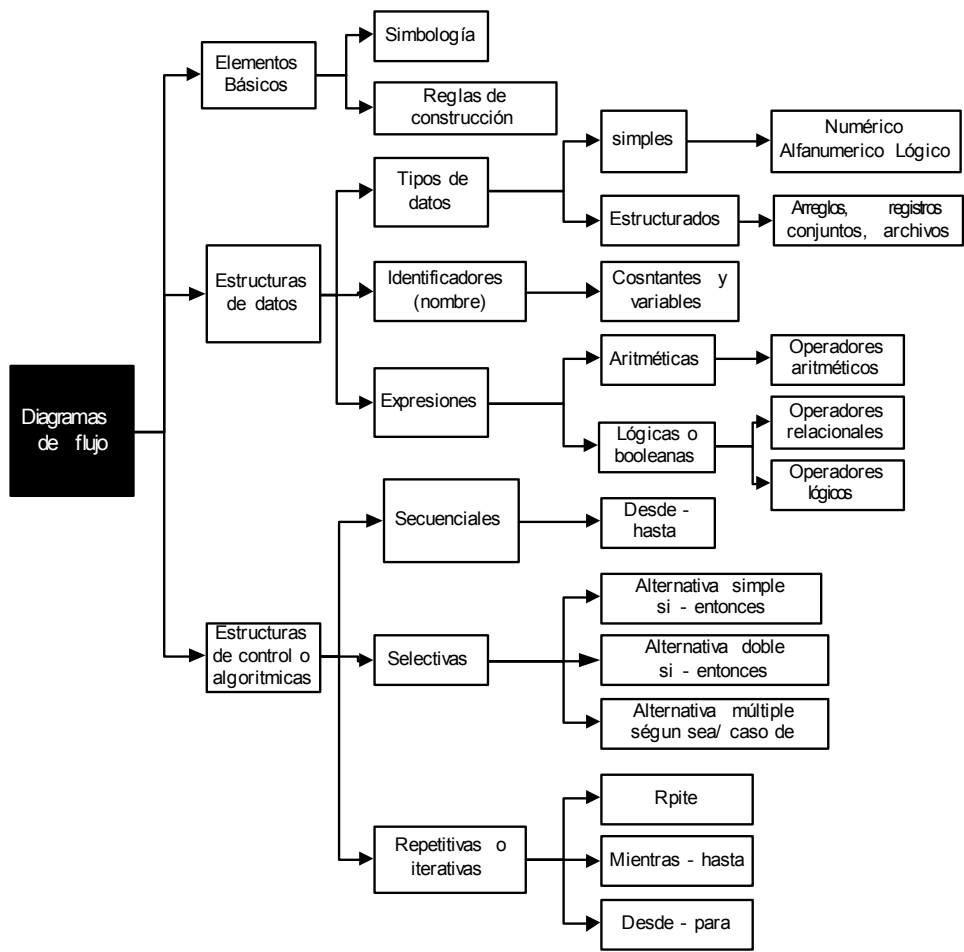 Simbología
Elementos
Básicos
Reglas de
construcción
simples
Numérico
Alfanumerico Lógico
Tipos de
datos
Estructurados
Arreglos, registros
conjuntos, archivos
Estructuras
de datos
Identificadores
(nombre)
Cosntantes y
variables
Aritméticas
Operadores
aritméticos
Expresiones
Operadores
relacionales
Lógicas o
booleanas
Operadores
lógicos
Diagramas
de flujo
Secuenciales
Desde -
hasta
Alternativa simple
si - entonces
Estructuras
de control o
algoritmicas
Selectivas
Alternativa doble
si - entonces
Alternativa múltiple
ségun sea/ caso de
Rpite
Repetitivas o
iterativas
Mientras - hasta
Desde - para